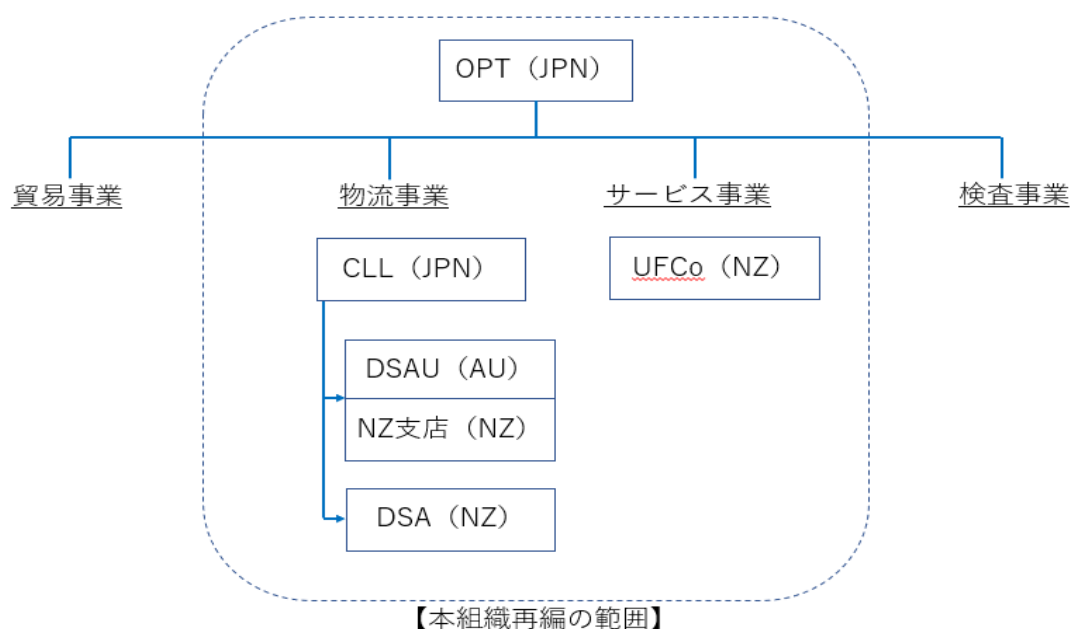 OPT（JPN）
貿易事業
物流事業
サービス事業
検査事業
CLL（JPN）
UFCo（NZ）
DSAU（AU）
NZ支店（NZ）
DSA（NZ）
【本組織再編の範囲】